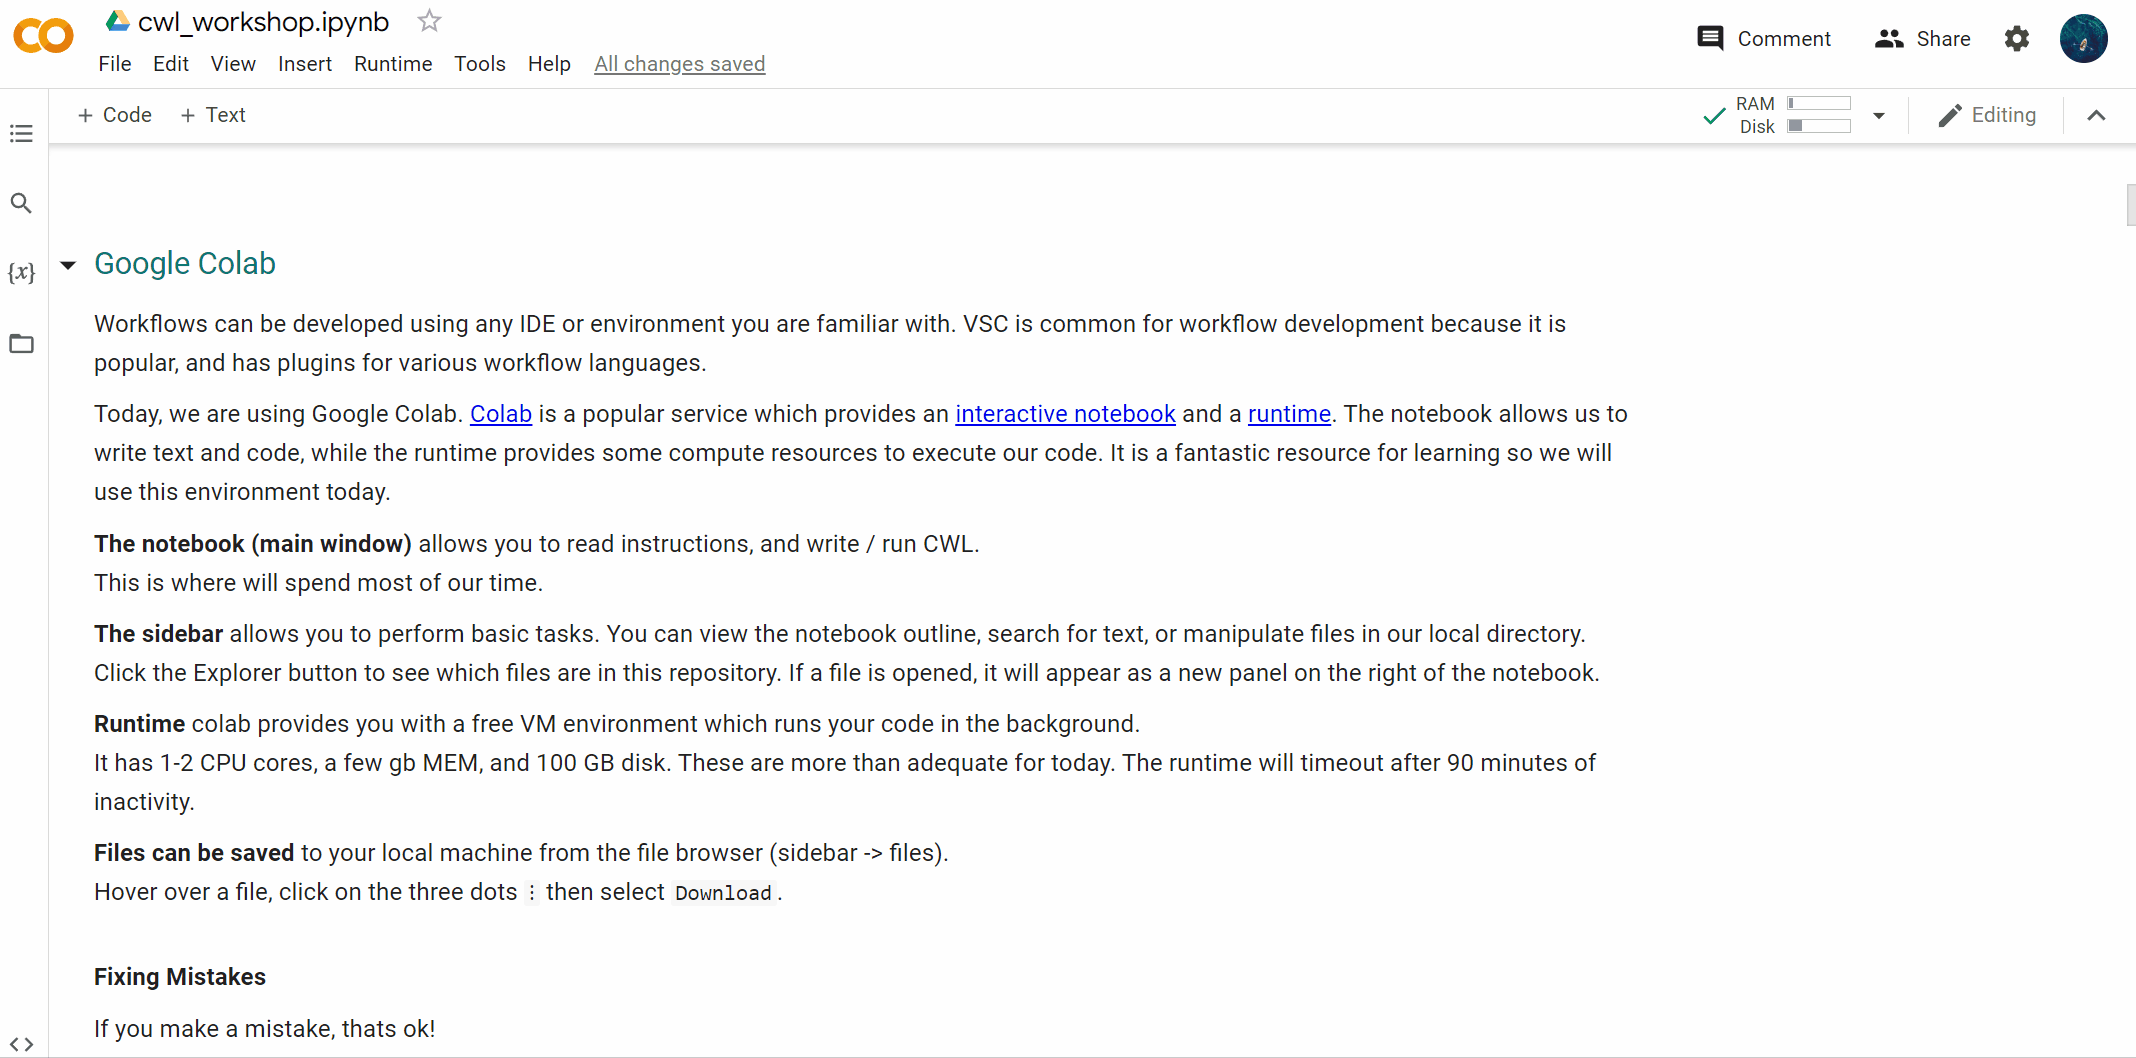 cwl_workshop.ipynb
File Edit View Insert Runtime Tools Help All changes saved
Comment Share
+ Code + Text
RAM
Disk
Editing
{x}
Google Colab
Workflows can be developed using any IDE or environment you are familiar with. VSC is common for workflow development because it is
popular, and has plugins for various workflow languages.
Today, we are using Google Colab. Colab is a popular service which provides an interactive notebook and a runtime. The notebook allows us to
write text and code, while the runtime provides some compute resources to execute our code. It is a fantastic resource for learning so we will
use this environment today.
The notebook (main window) allows you to read instructions, and write / run CWL.
This is where will spend most of our time.
The sidebar allows you to perform basic tasks. You can view the notebook outline, search for text, or manipulate files in our local directory.
Click the Explorer button to see which files are in this repository. If a file is opened, it will appear as a new panel on the right of the notebook.
Runtime colab provides you with a free VM environment which runs your code in the background.
It has 1-2 CPU cores, a few gb MEM, and 100 GB disk. These are more than adequate for today. The runtime will timeout after 90 minutes of
inactivity.
Files can be saved to your local machine from the file browser (sidebar -> files).
Hover over a file, click on the three dots ⋮ then select Download.
Fixing Mistakes
If you make a mistake, thats ok!